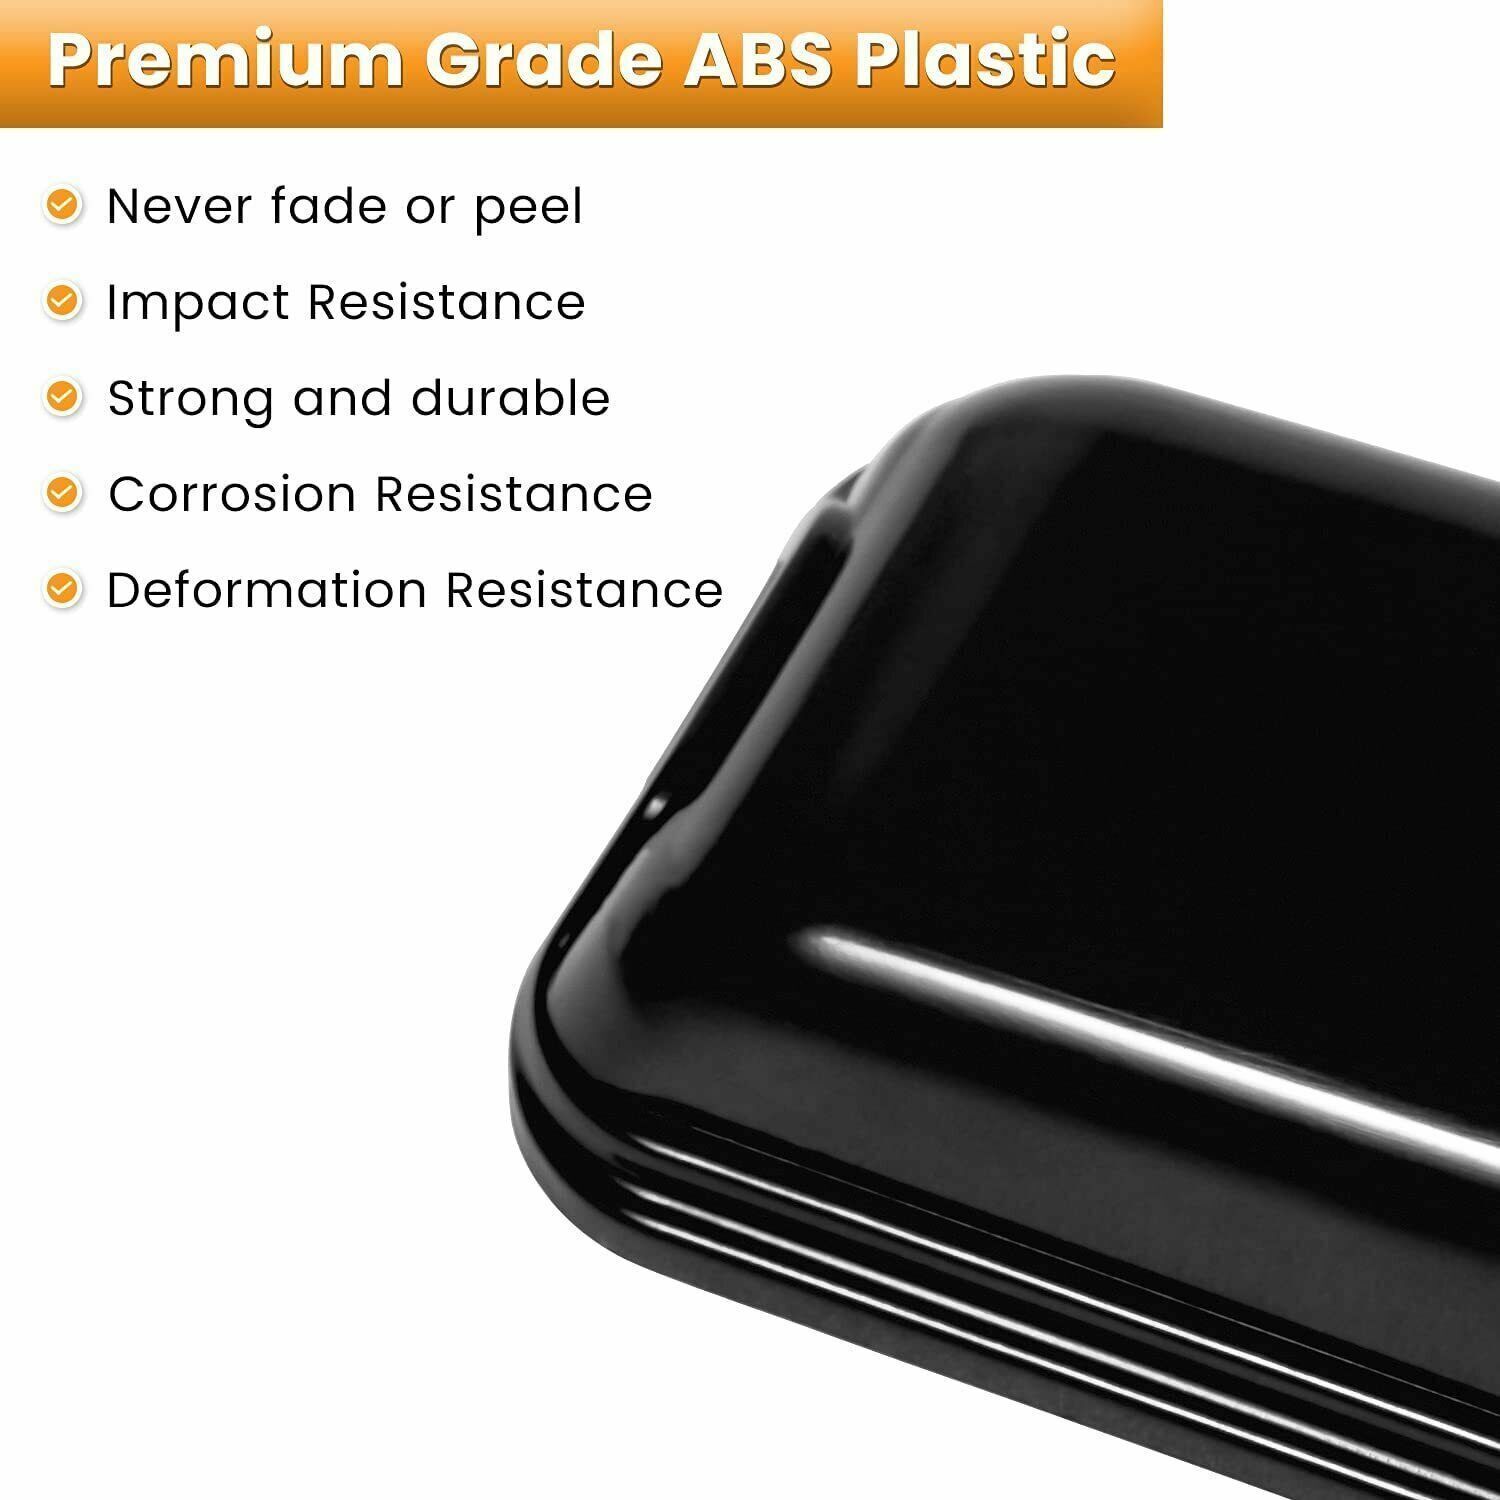 Premium Grade ABS Plastic
Never fade or peel
Impact Resistance
Strong and durable
Corrosion Resistance
Deformation Resistance